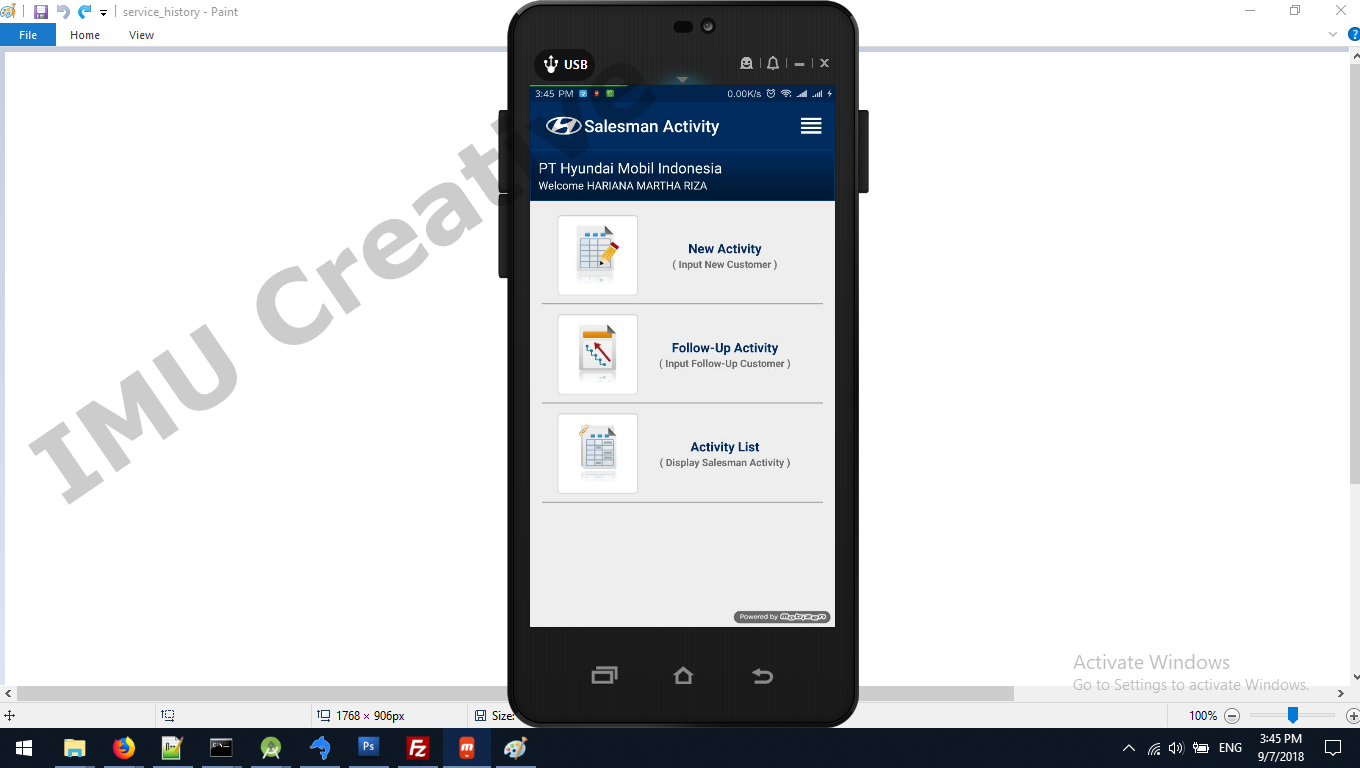 service_history - Paint
File Home View
IMU Creative
USB
3:45 PM
0.00K/s
Salesman Activity
PT Hyundai Mobil Indonesia
Welcome HARIANA MARTHA RIZA
New Activity
( Input New Customer )
Follow-Up Activity
( Input Follow-Up Customer )
Activity List
( Display Salesman Activity )
Powered by mobizen
Activate Windows
Go to Settings to activate Windows.
1768 × 906px
Size:
100%
Ps
Fz
m
ENG
3:45 PM
9/7/2018